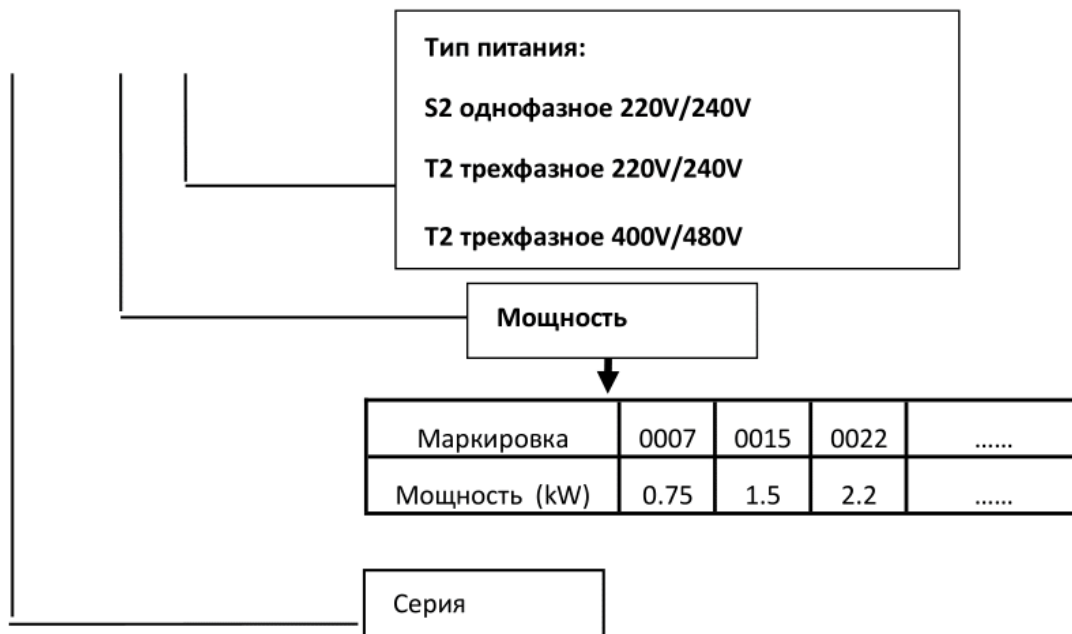 Тип питания:
S2 однофазное 220V/240V
T2 трехфазное 220V/240V
T2 трехфазное 400V/480V
Мощность
Маркировка 0007 0015 0022 ......
Мощность (kW) 0.75 1.5 2.2 ......
Серия